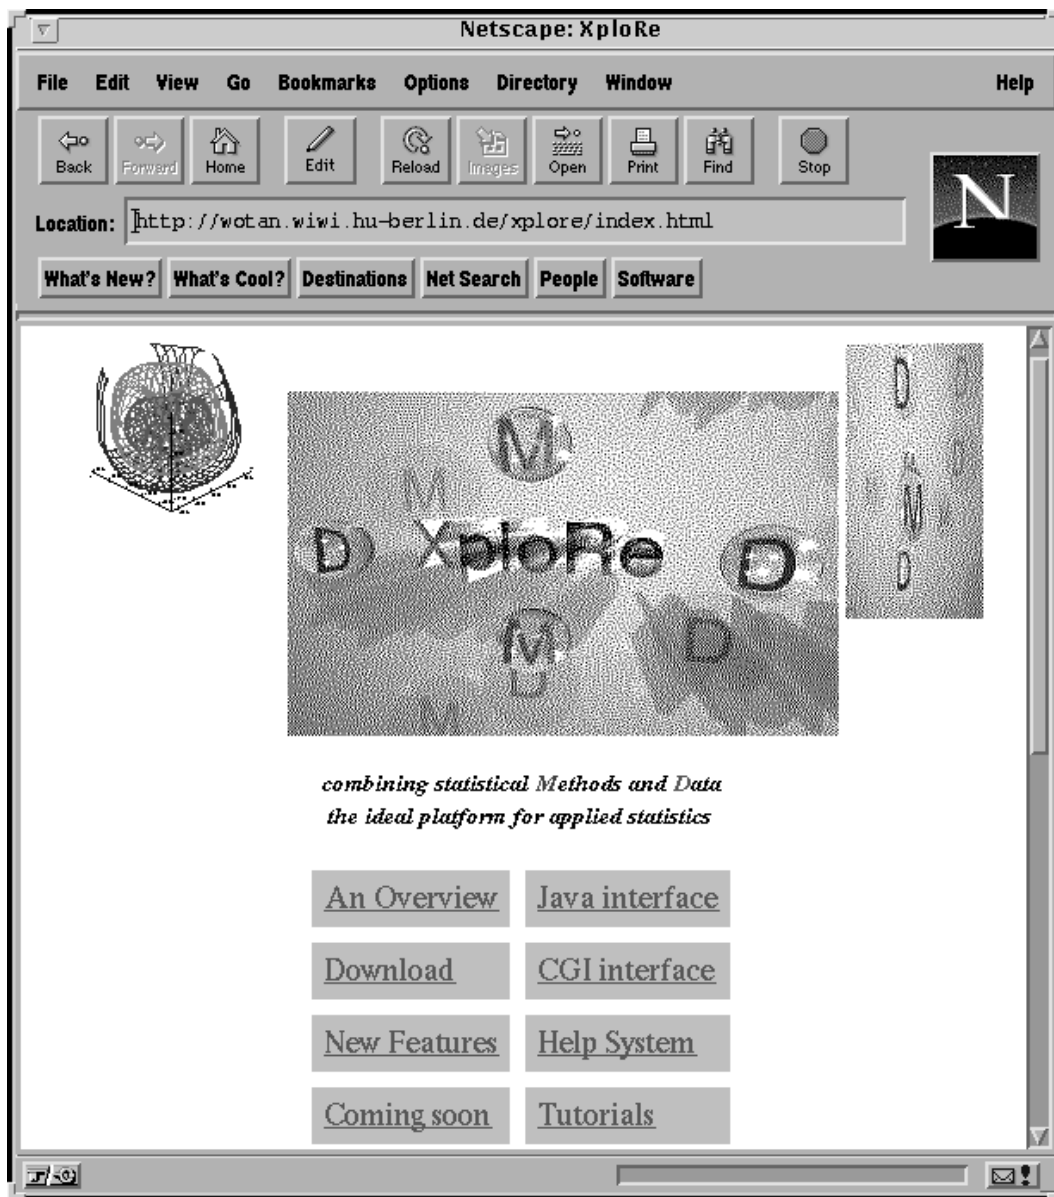 Netscape: XploRe
File Edit View Go Bookmarks Options Directory Window Help
Back Forward Home Edit Reload Images Open Print Find Stop
N
Location: http://wotan.wiwi.hu-berlin.de/xplore/index.html
What's New? What's Cool? Destinations Net Search People Software
D
M
M
D XploRe D
M
D
M
D
M
D
combining statistical Methods and Data
the ideal platform for applied statistics
An Overview Java interface
Download CGI interface
New Features Help System
Coming soon Tutorials